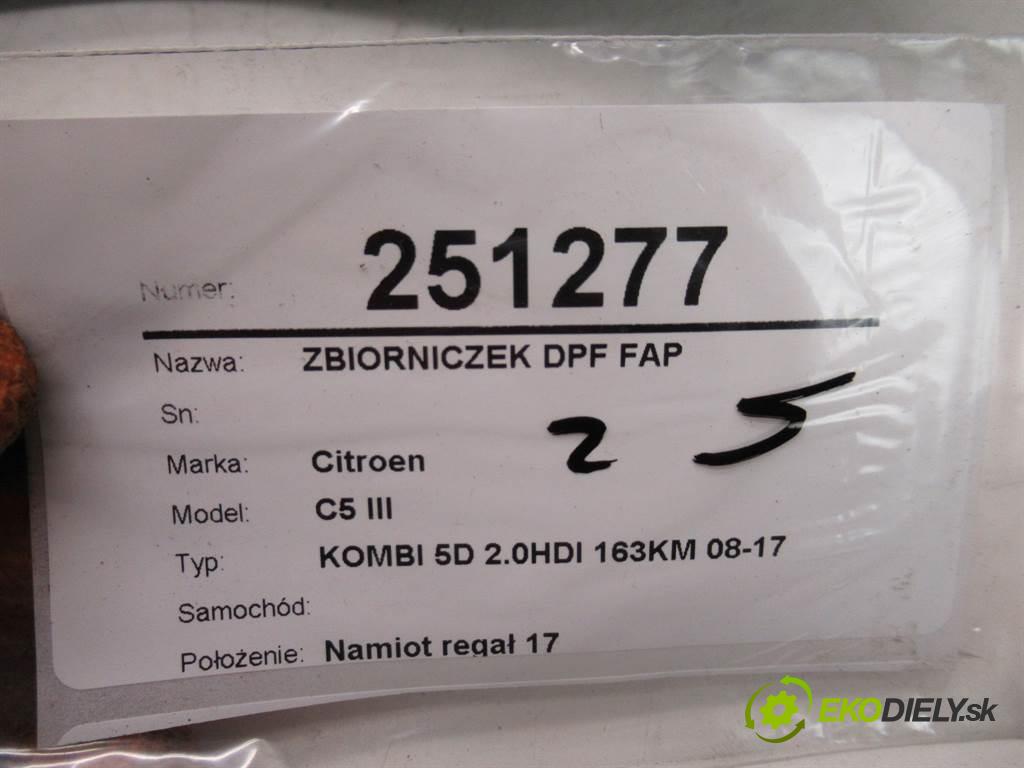 Numer: 251277
Nazwa: ZBIORNICZEK DPF FAP
Sn:
2 5
Marka: Citroen
Model: C5 III
Typ: KOMBI 5D 2.0HDI 163KM 08-17
Samochód:
Położenie: Namiot regał 17
EKODIELY.sk